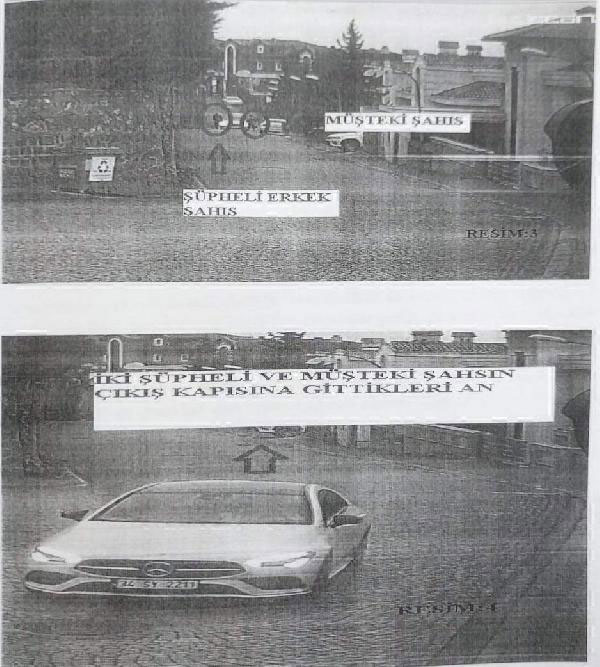 MÜŞTEKİ ŞAHIS
ŞÜPHELİ ERKEK
ŞAHIS
RESİM:3
İKİ ŞÜPHELİ VE MÜŞTEKİ ŞAHSIN
ÇIKIŞ KAPISINA GİTTİKLERİ AN
RESİM:4